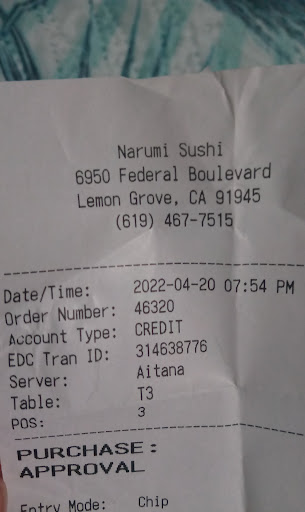 Narumi Sushi
6950 Federal Boulevard
Lemon Grove, CA 91945
(619) 467-7515
Date/Time: 2022-04-20 07:54 PM
Order Number: 46320
Account Type: CREDIT
EDC Tran ID: 314638776
Server: Aitana
Table: T3
POS: 3
PURCHASE:
APPROVAL
Entry Mode: Chip